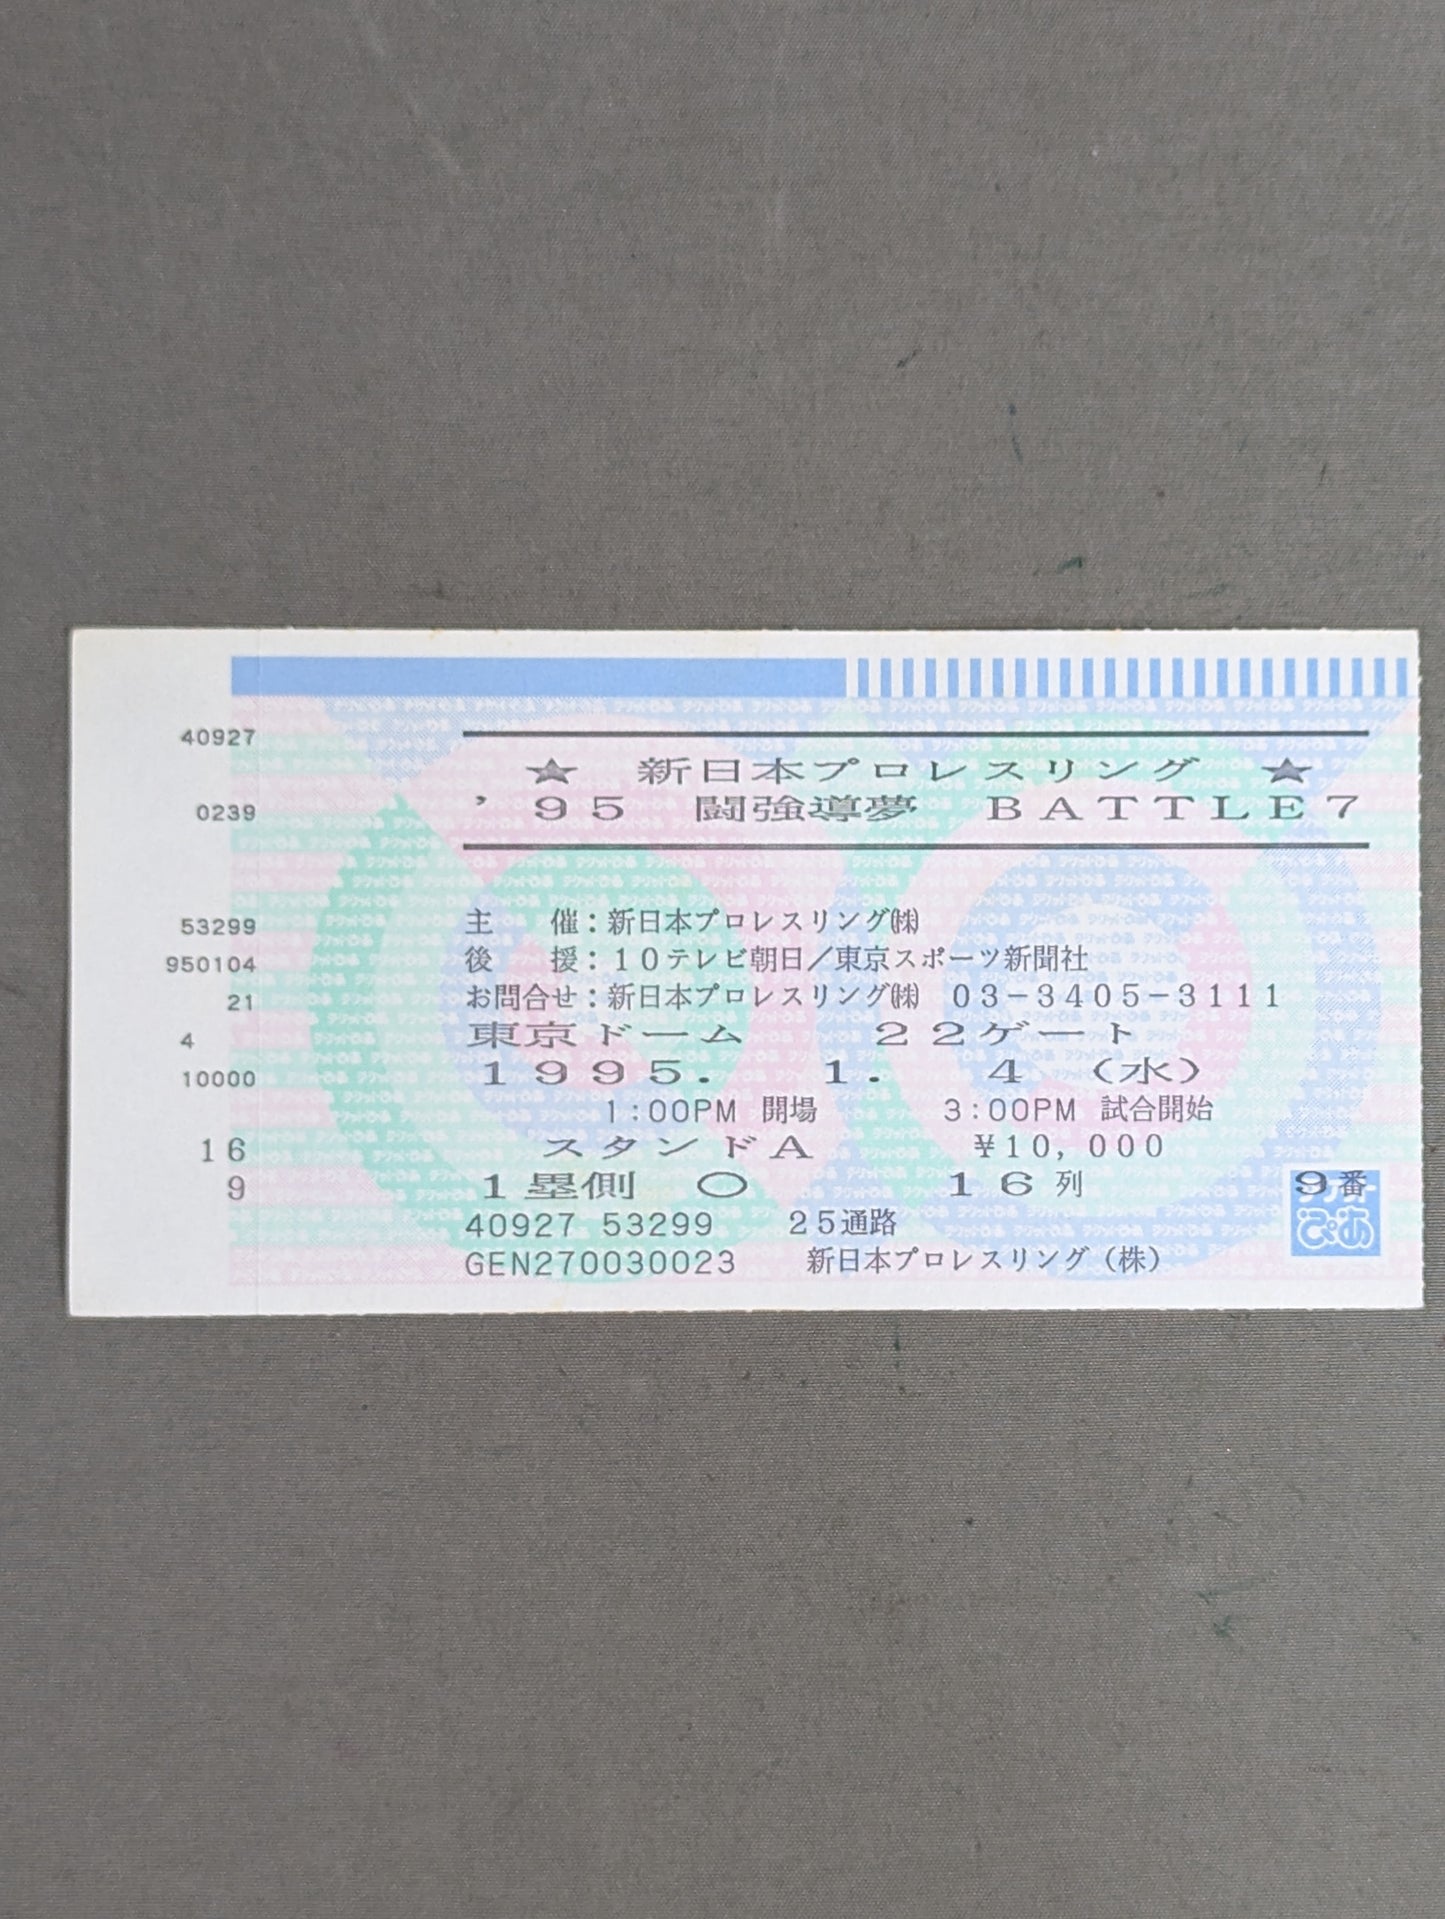 40927
★ 新日本プロレスリング ★
0239
’95 闘強導夢 BATTLE7
53299
主 催：新日本プロレスリング㈱
950104
後 援：10テレビ朝日／東京スポーツ新聞社
21
お問合せ：新日本プロレスリング㈱ 03-3405-3111
4
東京ドーム 22ゲート
10000
1995. 1. 4 (水)
1:00PM 開場 3:00PM 試合開始
16
スタンドA ¥10,000
9
1塁側 O 16列 9番
40927 53299 25通路
ぴあ
GEN270030023 新日本プロレスリング（株）